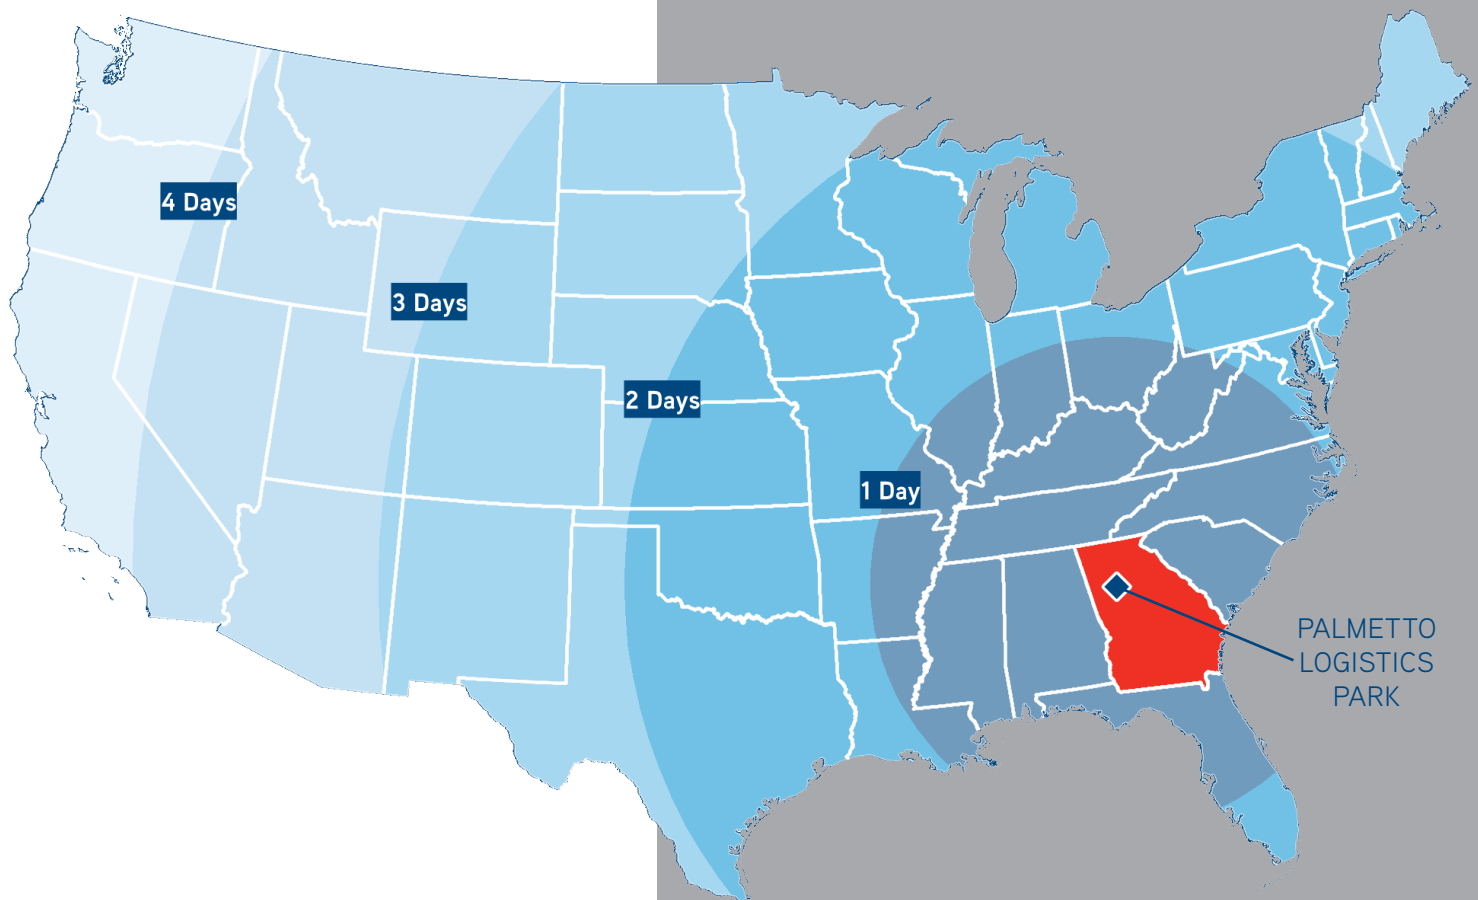 4 Days
3 Days
2 Days
1 Day
PALMETTO
LOGISTICS
PARK